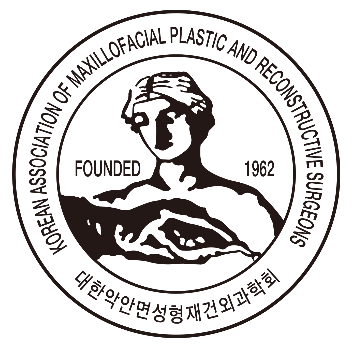 KOREAN ASSOCIATION OF MAXILLOFACIAL PLASTIC AND RECONSTRUCTIVE SURGEONS
FOUNDED 1962
대한악안면성형재건외과학회